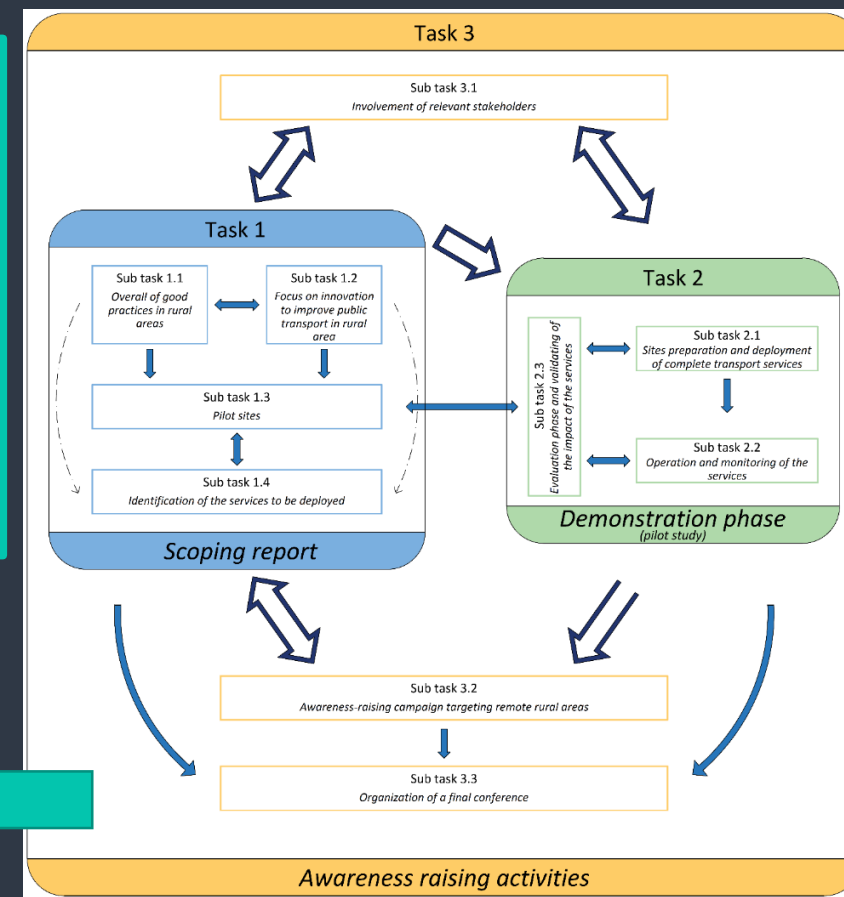 Task 3
Sub task 3.1
Involvement of relevant stakeholders
Task 1
Sub task 1.1
Overall of good
practices in rural
areas
Sub task 1.2
Focus on innovation
to improve public
transport in rural
area
Sub task 1.3
Pilot sites
Sub task 1.4
Identification of the services to be deployed
Scoping report
Task 2
Sub task 2.3
Evaluation phase and validating of
the impact of the services
Sub task 2.1
Sites preparation and deployment
of complete transport services
Sub task 2.2
Operation and monitoring of the
services
Demonstration phase
(pilot study)
Sub task 3.2
Awareness-raising campaign targeting remote rural areas
Sub task 3.3
Organization of a final conference
Awareness raising activities